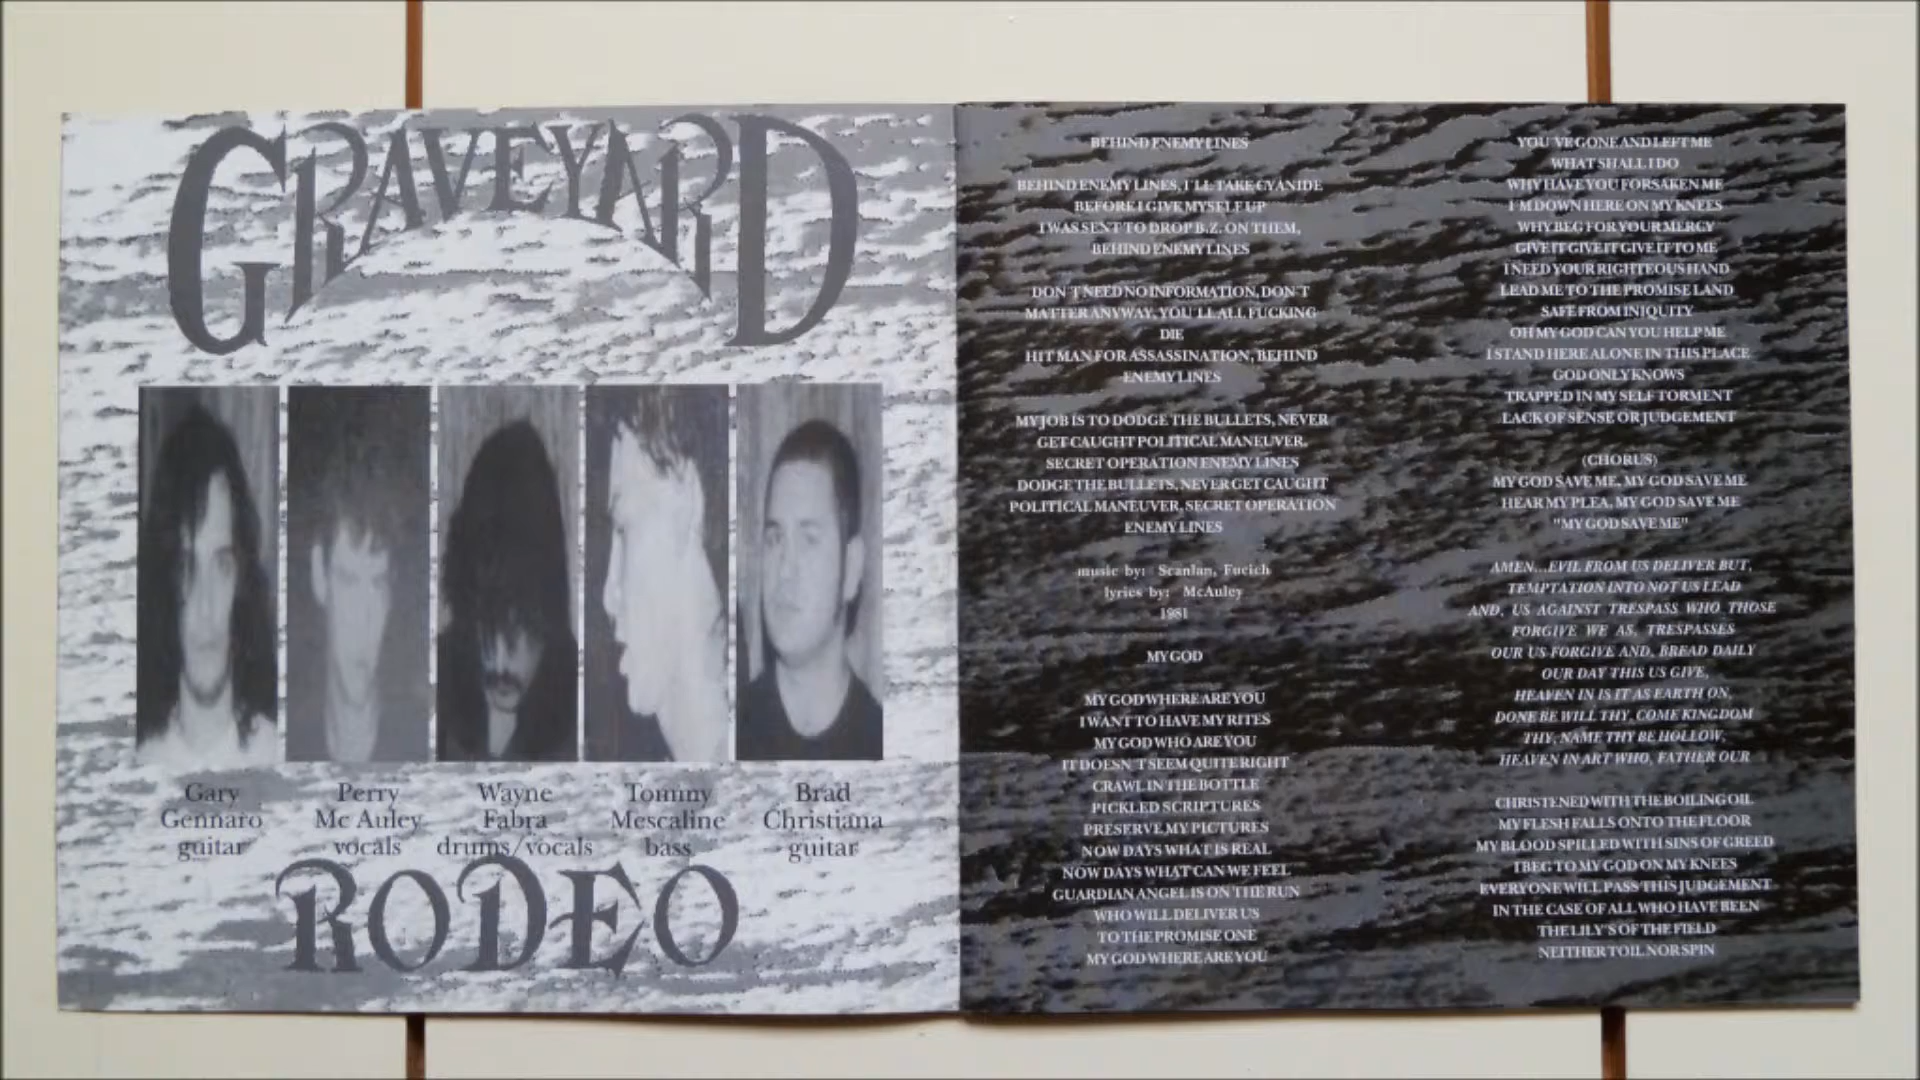 GRAVEYARD
Gary
Gennaro
guitar
Perry
Mc Auley
vocals
Wayne
Fabra
drums/vocals
Tommy
Mescaline
bass
Brad
Christiana
guitar
RODEO
BEHIND ENEMY LINES
BEHIND ENEMY LINES, I'LL TAKE CYANIDE
BEFORE I GIVE MYSELF UP
I WAS SENT TO DROP B.Z. ON THEM,
BEHIND ENEMY LINES
DON'T NEED NO INFORMATION, DON'T
MATTER ANYWAY, YOU'LL ALL FUCKING
DIE
HIT MAN FOR ASSASSINATION, BEHIND
ENEMY LINES
MY JOB IS TO DODGE THE BULLETS, NEVER
GET CAUGHT POLITICAL MANEUVER,
SECRET OPERATION ENEMY LINES
DODGE THE BULLETS, NEVER GET CAUGHT
POLITICAL MANEUVER, SECRET OPERATION
ENEMY LINES
music by: Scanlan, Fucich
lyrics by: McAuley
1981
MY GOD
MY GOD WHERE ARE YOU
I WANT TO HAVE MY RITES
MY GOD WHO ARE YOU
IT DOESN'T SEEM QUITE RIGHT
CRAWL IN THE BOTTLE
PICKLED SCRIPTURES
PRESERVE MY PICTURES
NOW DAYS WHAT IS REAL
NOW DAYS WHAT CAN WE FEEL
GUARDIAN ANGEL IS ON THE RUN
WHO WILL DELIVER US
TO THE PROMISE ONE
MY GOD WHERE ARE YOU
YOU'VE GONE AND LEFT ME
WHAT SHALL I DO
WHY HAVE YOU FORSAKEN ME
I'M DOWN HERE ON MY KNEES
WHY BEG FOR YOUR MERCY
GIVE IT GIVE IT GIVE IT TO ME
I NEED YOUR RIGHTEOUS HAND
LEAD ME TO THE PROMISE LAND
SAFE FROM INIQUITY
OH MY GOD CAN YOU HELP ME
I STAND HERE ALONE IN THIS PLACE
GOD ONLY KNOWS
TRAPPED IN MY SELF TORMENT
LACK OF SENSE OR JUDGEMENT
(CHORUS)
MY GOD SAVE ME, MY GOD SAVE ME
HEAR MY PLEA, MY GOD SAVE ME
"MY GOD SAVE ME"
AMEN...EVIL FROM US DELIVER BUT,
TEMPTATION INTO NOT US LEAD
AND, US AGAINST TRESPASS WHO THOSE
FORGIVE WE AS, TRESPASSES
OUR US FORGIVE AND, BREAD DAILY
OUR DAY THIS US GIVE,
HEAVEN IN IS IT AS EARTH ON,
DONE BE WILL THY, COME KINGDOM
THY, NAME THY BE HOLLOW,
HEAVEN IN ART WHO, FATHER OUR
CHRISTENED WITH THE BOILING OIL
MY FLESH FALLS ONTO THE FLOOR
MY BLOOD SPILLED WITH SINS OF GREED
I BEG TO MY GOD ON MY KNEES
EVERYONE WILL PASS THIS JUDGEMENT
IN THE CASE OF ALL WHO HAVE BEEN
THE LILY'S OF THE FIELD
NEITHER TOIL NOR SPIN